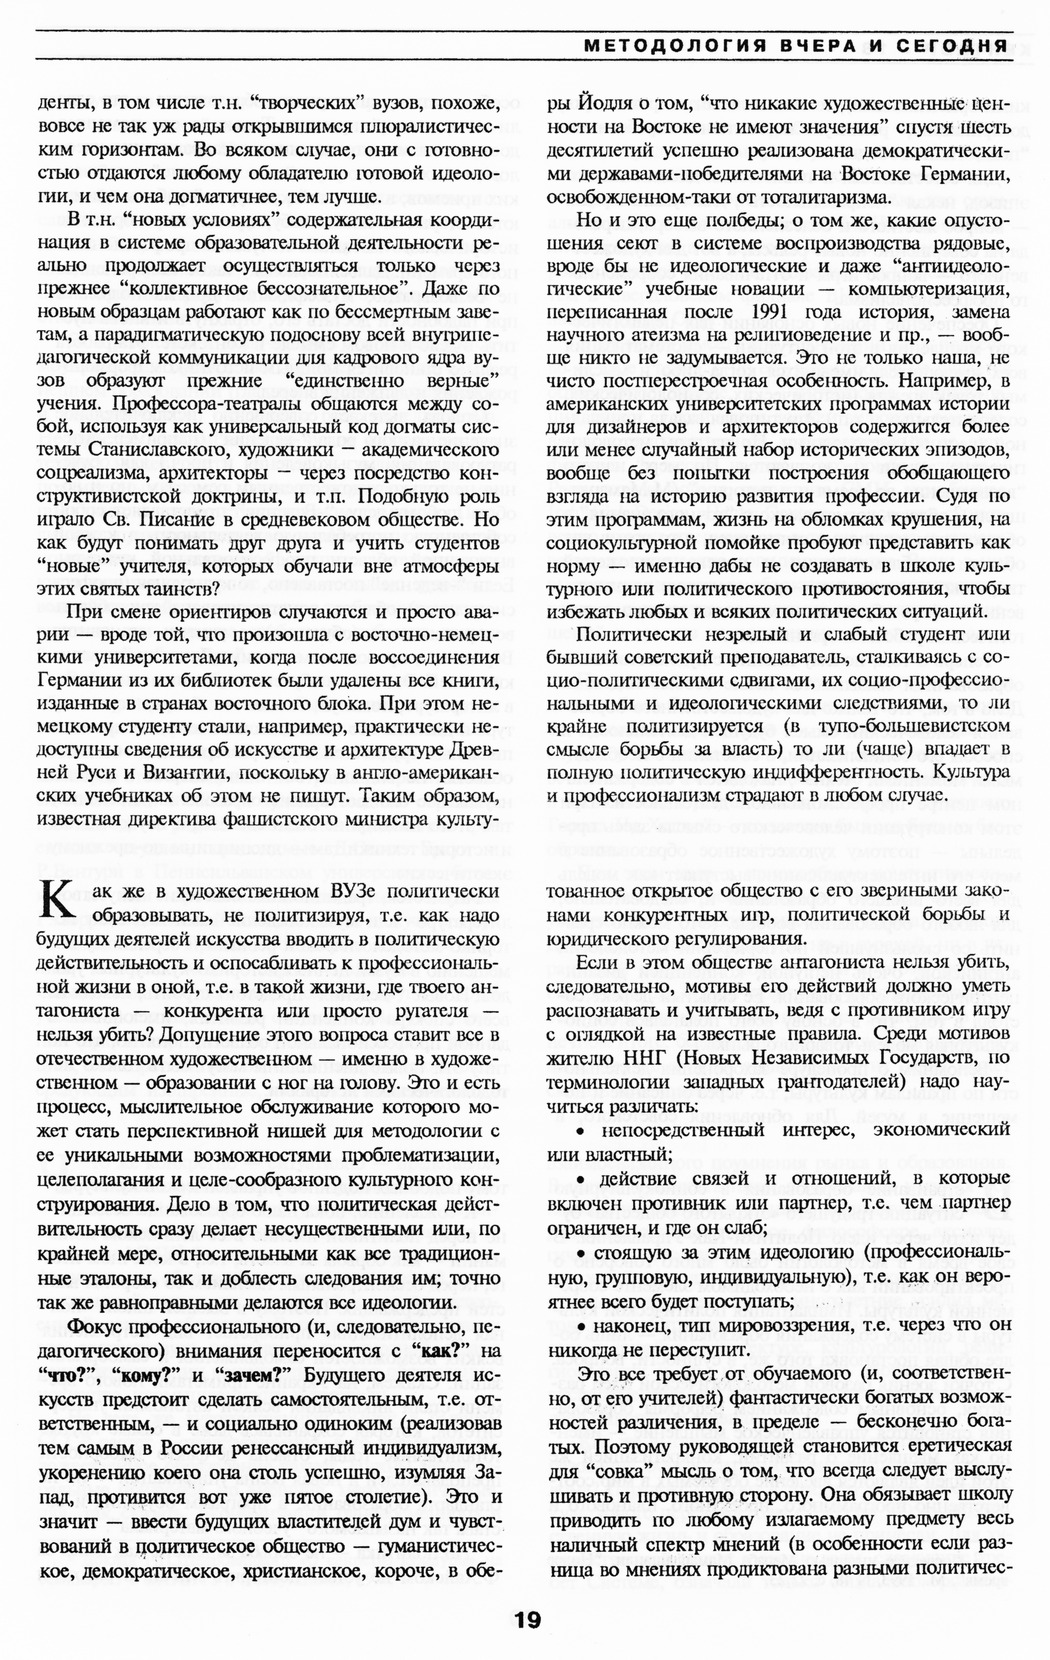 МЕТОДОЛОГИЯ ВЧЕРА И СЕГОДНЯ
денты, в том числе т.н. “творческих” вузов, похоже,
вовсе не так уж рады открывшимся плюралистичес-
ким горизонтам. Во всяком случае, они с готовно-
стью отдаются любому обладателю готовой идеоло-
гии, и чем она догматичнее, тем лучше.
В т.н. “новых условиях” содержательная коорди-
нация в системе образовательной деятельности ре-
ально продолжает осуществляться только через
прежнее “коллективное бессознательное”. Даже по
новым образцам работают как по бессмертным заве-
там, а парадигматическую подоснову всей внутрипе-
дагогической коммуникации для кадрового ядра ву-
зов образуют прежние “единственно верные”
учения. Профессора-театралы общаются между со-
бой, используя как универсальный код догматы сис-
темы Станиславского, художники — академического
соцреализма, архитекторы — через посредство кон-
структивистской доктрины, и т.п. Подобную роль
играло Св. Писание в средневековом обществе. Но
как будут понимать друг друга и учить студентов
“новые” учителя, которых обучали вне атмосферы
этих святых таинств?
При смене ориентиров случаются и просто ава-
рии — вроде той, что произошла с восточно-немец-
кими университетами, когда после воссоединения
Германии из их библиотек были удалены все книги,
изданные в странах восточного блока. При этом не-
мецкому студенту стали, например, практически не-
доступны сведения об искусстве и архитектуре Древ-
ней Руси и Византии, поскольку в англо-американ-
ских учебниках об этом не пишут. Таким образом,
известная директива фашистского министра культу-
ры Йодля о том, “что никакие художественные цен-
ности на Востоке не имеют значения” спустя шесть
десятилетий успешно реализована демократически-
ми державами-победителями на Востоке Германии,
освобожденном-таки от тоталитаризма.
Но и это еще полбеды; о том же, какие опусто-
шения сеют в системе воспроизводства рядовые,
вроде бы не идеологические и даже “антиидеоло-
гические” учебные новации — компьютеризация,
переписанная после 1991 года история, замена
научного атеизма на религиоведение и пр., — вооб-
ще никто не задумывается. Это не только наша, не
чисто постперестроечная особенность. Например, в
американских университетских программах истории
для дизайнеров и архитекторов содержится более
или менее случайный набор исторических эпизодов,
вообще без попытки построения обобщающего
взгляда на историю развития профессии. Судя по
этим программам, жизнь на обломках крушения, на
социокультурной помойке пробуют представить как
норму — именно дабы не создавать в школе куль-
турного или политического противостояния, чтобы
избежать любых и всяких политических ситуаций.
Политически незрелый и слабый студент или
бывший советский преподаватель, сталкиваясь с со-
цио-политическими сдвигами, их социо-профессио-
нальными и идеологическими следствиями, то ли
крайне политизируется (в тупо-большевистском
смысле борьбы за власть) то ли (чаще) впадает в
полную политическую индифферентность. Культура
и профессионализм страдают в любом случае.
Как же в художественном ВУЗе политически
образовывать, не политизируя, т.е. как надо
будущих деятелей искусства вводить в политическую
действительность и оспосабливать к профессиональ-
ной жизни в оной, т.е. в такой жизни, где твоего ан-
тагониста — конкурента или просто ругателя —
нельзя убить? Допущение этого вопроса ставит все в
отечественном художественном — именно в художе-
ственном — образовании с ног на голову. Это и есть
процесс, мыслительное обслуживание которого мо-
жет стать перспективной нишей для методологии с
ее уникальными возможностями проблематизации,
целеполагания и целе-сообразного культурного кон-
струирования. Дело в том, что политическая дейст-
вительность сразу делает несущественными или, по
крайней мере, относительными как все традицион-
ные эталоны, так и доблесть следования им; точно
так же равноправными делаются все идеологии.
Фокус профессионального (и, следовательно, пе-
дагогического) внимания переносится с “как?” на
“что?”, “кому?” и “зачем?” Будущего деятеля ис-
кусств предстоит сделать самостоятельным, т.е. от-
ветственным, — и социально одиноким (реализовав
тем самым в России ренессансный индивидуализм,
укоренению коего она столь успешно, изумляя За-
пад, противится вот уже пятое столетие). Это и
значит — ввести будущих властителей дум и чувст-
вований в политическое общество — гуманистичес-
кое, демократическое, христианское, короче, в обе-
тованное открытое общество с его звериными зако-
нами конкурентных игр, политической борьбы и
юридического регулирования.
Если в этом обществе антагониста нельзя убить,
следовательно, мотивы его действий должно уметь
распознавать и учитывать, ведя с противником игру
с оглядкой на известные правила. Среди мотивов
жителю ННГ (Новых Независимых Государств, по
терминологии западных грантодателей) надо нау-
читься различать:
• непосредственный интерес, экономический
или властный;
• действие связей и отношений, в которые
включен противник или партнер, т.е. чем партнер
ограничен, и где он слаб;
• стоящую за этим идеологию (профессиональ-
ную, групповую, индивидуальную), т.е. как он веро-
ятнее всего будет поступать;
• наконец, тип мировоззрения, т.е. через что он
никогда не переступит.
Это все требует от обучаемого (и, соответствен-
но, от его учителей) фантастически богатых возмож-
ностей различения, в пределе — бесконечно бога-
тых. Поэтому руководящей становится еретическая
для “совка” мысль о том, что всегда следует выслу-
шивать и противную сторону. Она обязывает школу
приводить по любому излагаемому предмету весь
наличный спектр мнений (в особенности если раз-
ница во мнениях продиктована разными политичес-
19